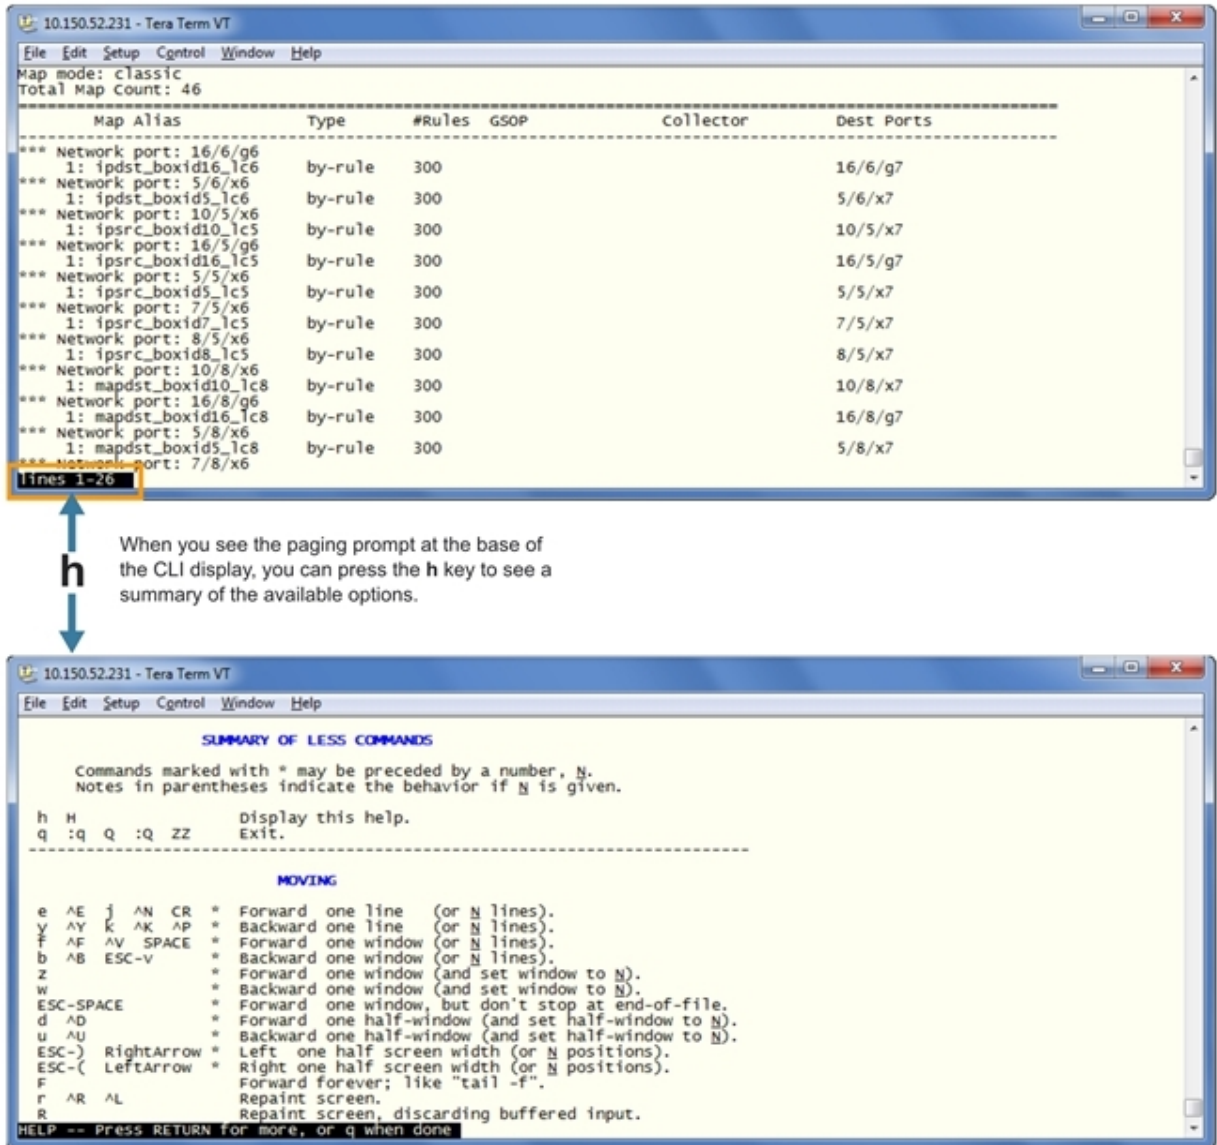 10.150.52.231 - Tera Term VT
File Edit Setup Control Window Help
Map mode: classic
Total Map Count: 46
================================================================================
Map Alias Type #Rules GSOP Collector Dest Ports
--------------------------------------------------------------------------------
*** Network port: 16/6/g6
1: ipdst_boxid16_lc6 by-rule 300 16/6/g7
*** Network port: 5/6/x6
1: ipdst_boxid5_lc6 by-rule 300 5/6/x7
*** Network port: 10/5/x6
1: ipsrc_boxid10_lc5 by-rule 300 10/5/x7
*** Network port: 16/5/g6
1: ipsrc_boxid16_lc5 by-rule 300 16/5/g7
*** Network port: 5/5/x6
1: ipsrc_boxid5_lc5 by-rule 300 5/5/x7
*** Network port: 7/5/x6
1: ipsrc_boxid7_lc5 by-rule 300 7/5/x7
*** Network port: 8/5/x6
1: ipsrc_boxid8_lc5 by-rule 300 8/5/x7
*** Network port: 10/8/x6
1: mapdst_boxid10_lc8 by-rule 300 10/8/x7
*** Network port: 16/8/g6
1: mapdst_boxid16_lc8 by-rule 300 16/8/g7
*** Network port: 5/8/x6
1: mapdst_boxid5_lc8 by-rule 300 5/8/x7
*** Network port: 7/8/x6
lines 1-26
h
When you see the paging prompt at the base of
the CLI display, you can press the h key to see a
summary of the available options.
10.150.52.231 - Tera Term VT
File Edit Setup Control Window Help
SUMMARY OF LESS COMMANDS
Commands marked with * may be preceded by a number, N.
Notes in parentheses indicate the behavior if N is given.
h H Display this help.
q :q Q :Q ZZ Exit.
---------------------------------------------------------------------------
MOVING
e ^E j ^N CR * Forward one line (or N lines).
y ^Y k ^K ^P * Backward one line (or N lines).
f ^F ^V SPACE * Forward one window (or N lines).
b ^B ESC-v * Backward one window (or N lines).
z * Forward one window (and set window to N).
w * Backward one window (and set window to N).
ESC-SPACE * Forward one window, but don't stop at end-of-file.
d ^D * Forward one half-window (and set half-window to N).
u ^U * Backward one half-window (and set half-window to N).
ESC-) RightArrow * Left one half screen width (or N positions).
ESC-( LeftArrow * Right one half screen width (or N positions).
F Forward forever; like "tail -f".
r ^R ^L Repaint screen.
R Repaint screen, discarding buffered input.
HELP -- Press RETURN for more, or q when done